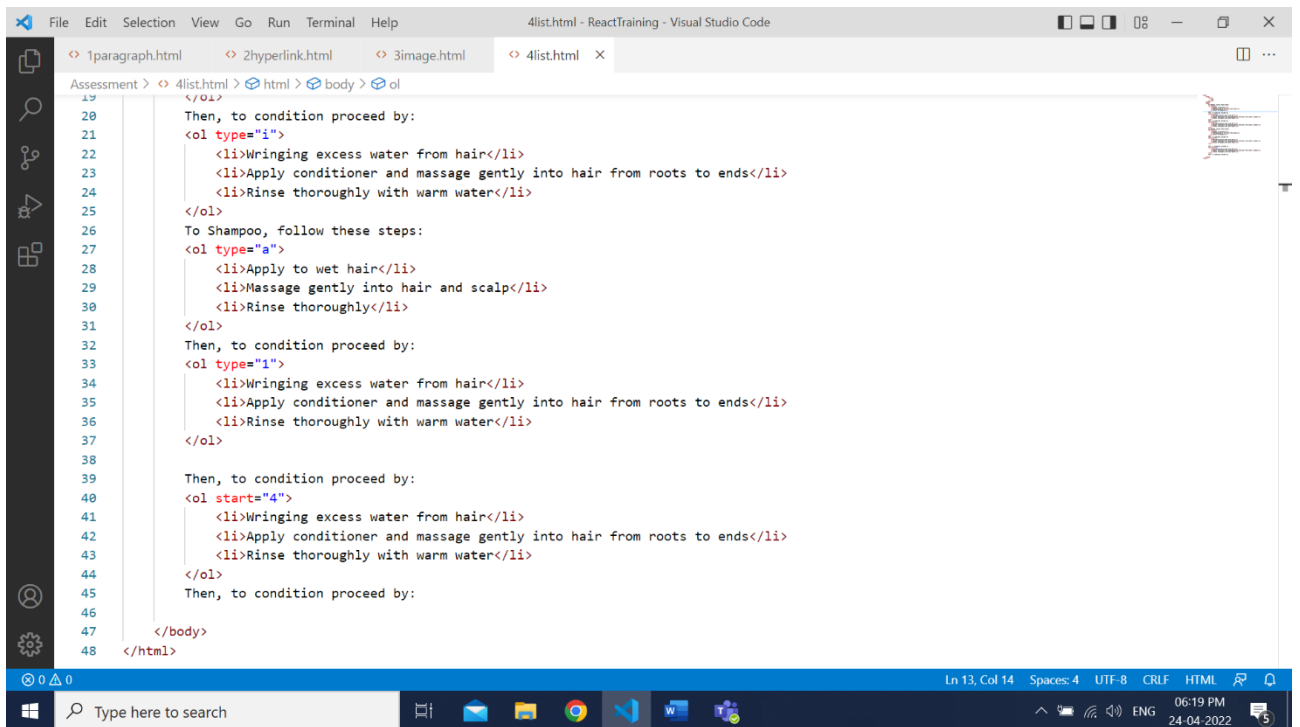 File Edit Selection View Go Run Terminal Help 4list.html - ReactTraining - Visual Studio Code
1paragraph.html 2hyperlink.html 3image.html 4list.html
Assessment > 4list.html > html > body > ol
19 </ol>
20 Then, to condition proceed by:
21 <ol type="i">
22 <li>Wringing excess water from hair</li>
23 <li>Apply conditioner and massage gently into hair from roots to ends</li>
24 <li>Rinse thoroughly with warm water</li>
25 </ol>
26 To Shampoo, follow these steps:
27 <ol type="a">
28 <li>Apply to wet hair</li>
29 <li>Massage gently into hair and scalp</li>
30 <li>Rinse thoroughly</li>
31 </ol>
32 Then, to condition proceed by:
33 <ol type="1">
34 <li>Wringing excess water from hair</li>
35 <li>Apply conditioner and massage gently into hair from roots to ends</li>
36 <li>Rinse thoroughly with warm water</li>
37 </ol>
38
39 Then, to condition proceed by:
40 <ol start="4">
41 <li>Wringing excess water from hair</li>
42 <li>Apply conditioner and massage gently into hair from roots to ends</li>
43 <li>Rinse thoroughly with warm water</li>
44 </ol>
45 Then, to condition proceed by:
46
47 </body>
48 </html>
0 0 Ln 13, Col 14 Spaces: 4 UTF-8 CRLF HTML
Type here to search ENG 06:19 PM
24-04-2022 5